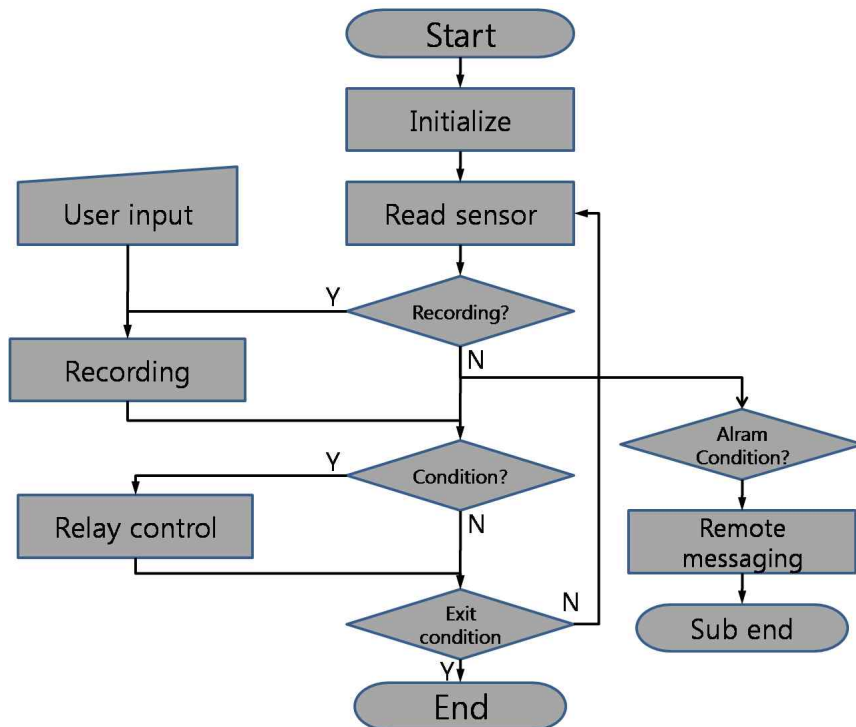 Start
Initialize
User input
Read sensor
Y
Recording?
N
Recording
Alram
Condition?
Y
Condition?
Relay control
N
Remote
messaging
Exit
condition
N
Sub end
Y
End